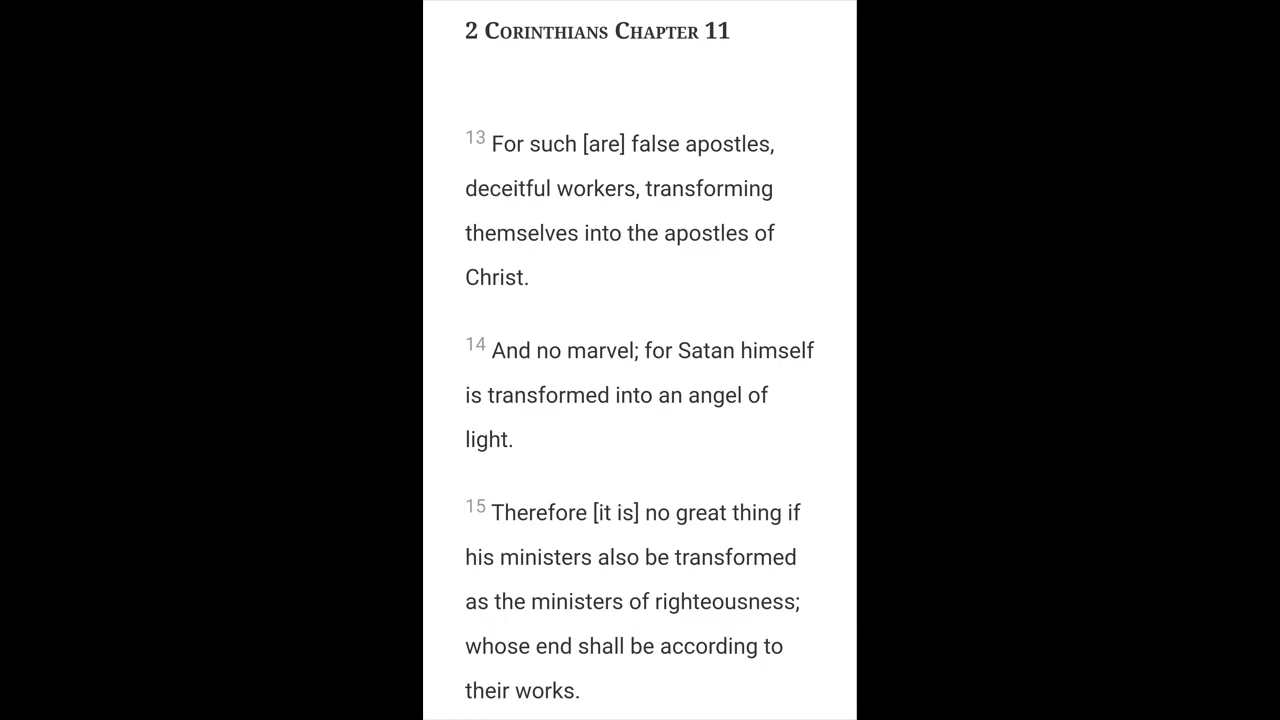 2 Corinthians Chapter 11
13 For such [are] false apostles,
deceitful workers, transforming
themselves into the apostles of
Christ.
14 And no marvel; for Satan himself
is transformed into an angel of
light.
15 Therefore [it is] no great thing if
his ministers also be transformed
as the ministers of righteousness;
whose end shall be according to
their works.